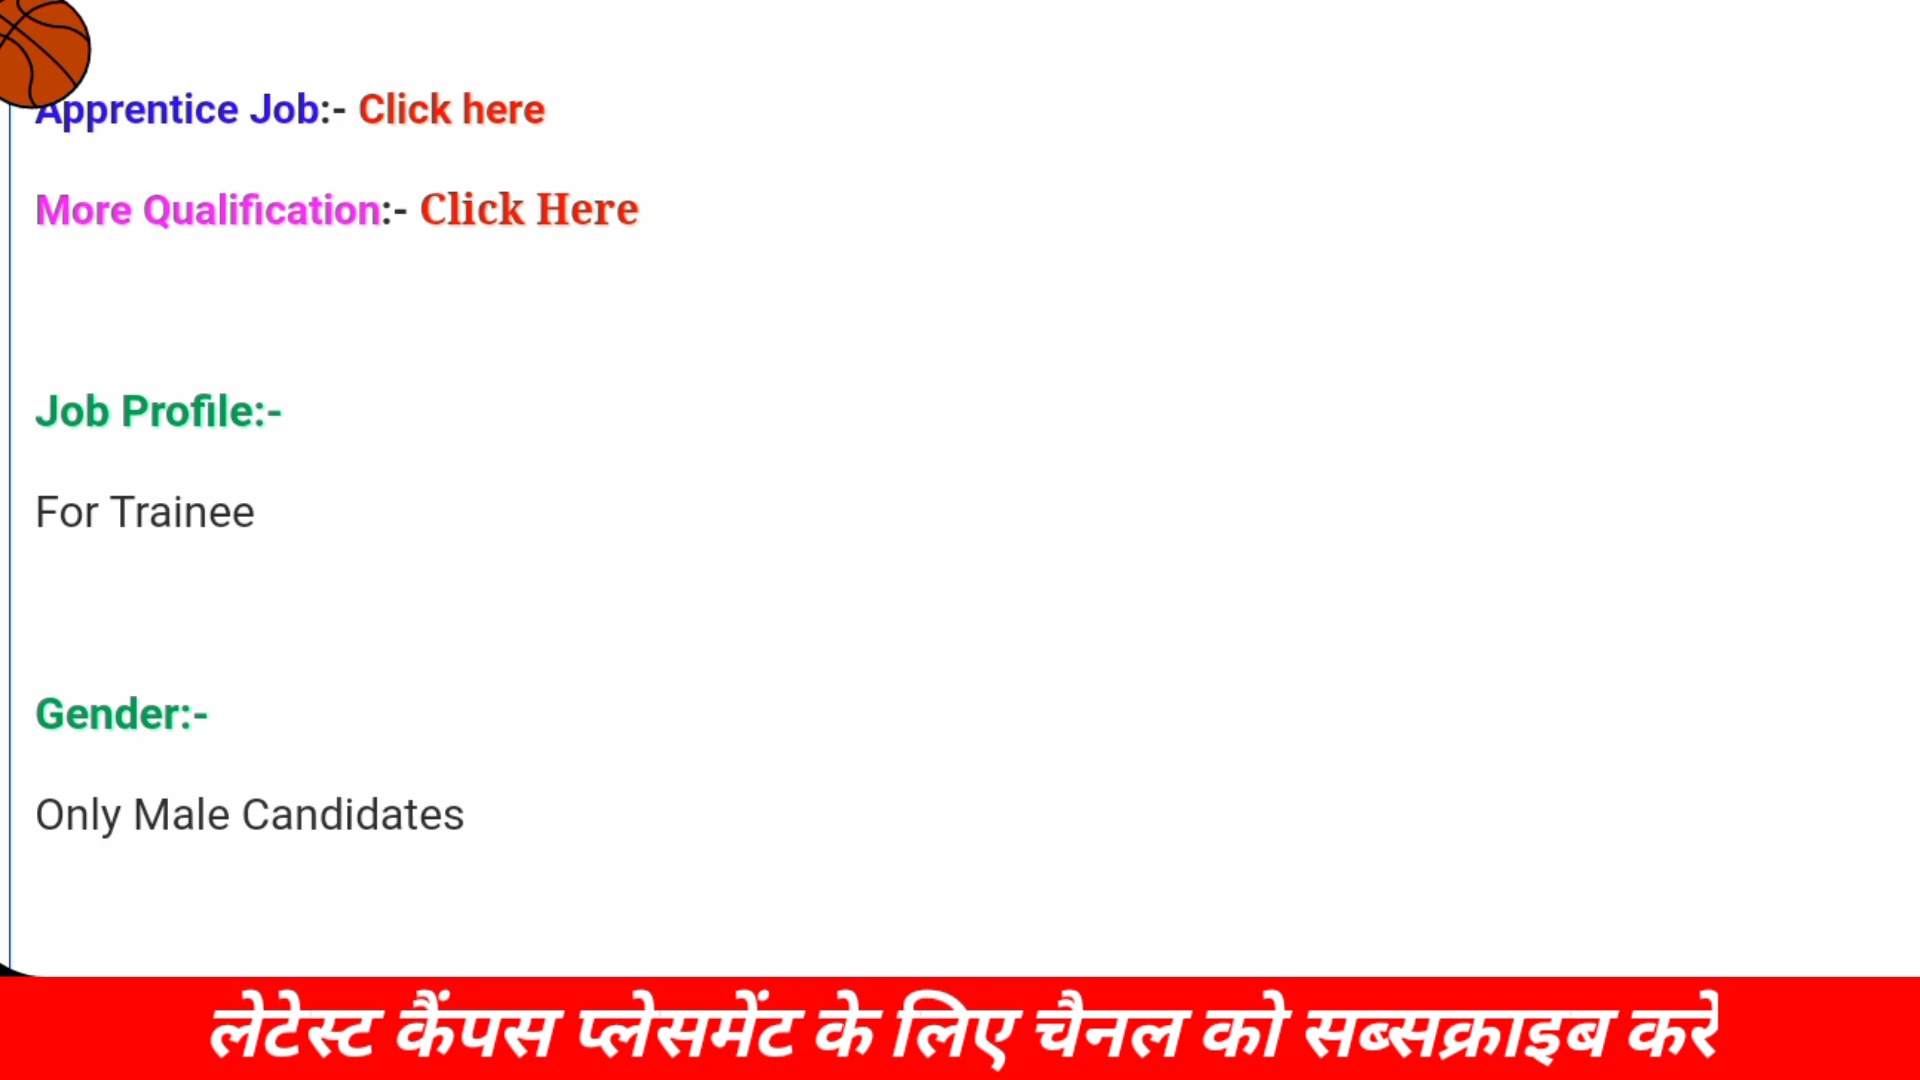 Apprentice Job:- Click here
More Qualification:- Click Here
Job Profile:-
For Trainee
Gender:-
Only Male Candidates
लेटेस्ट कैंपस प्लेसमेंट के लिए चैनल को सब्सक्राइब करे